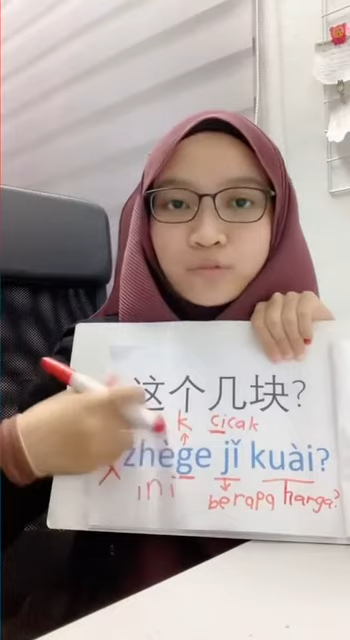 这个几块?
k cicak
zhège jǐ kuài?
x ini berapa harga?